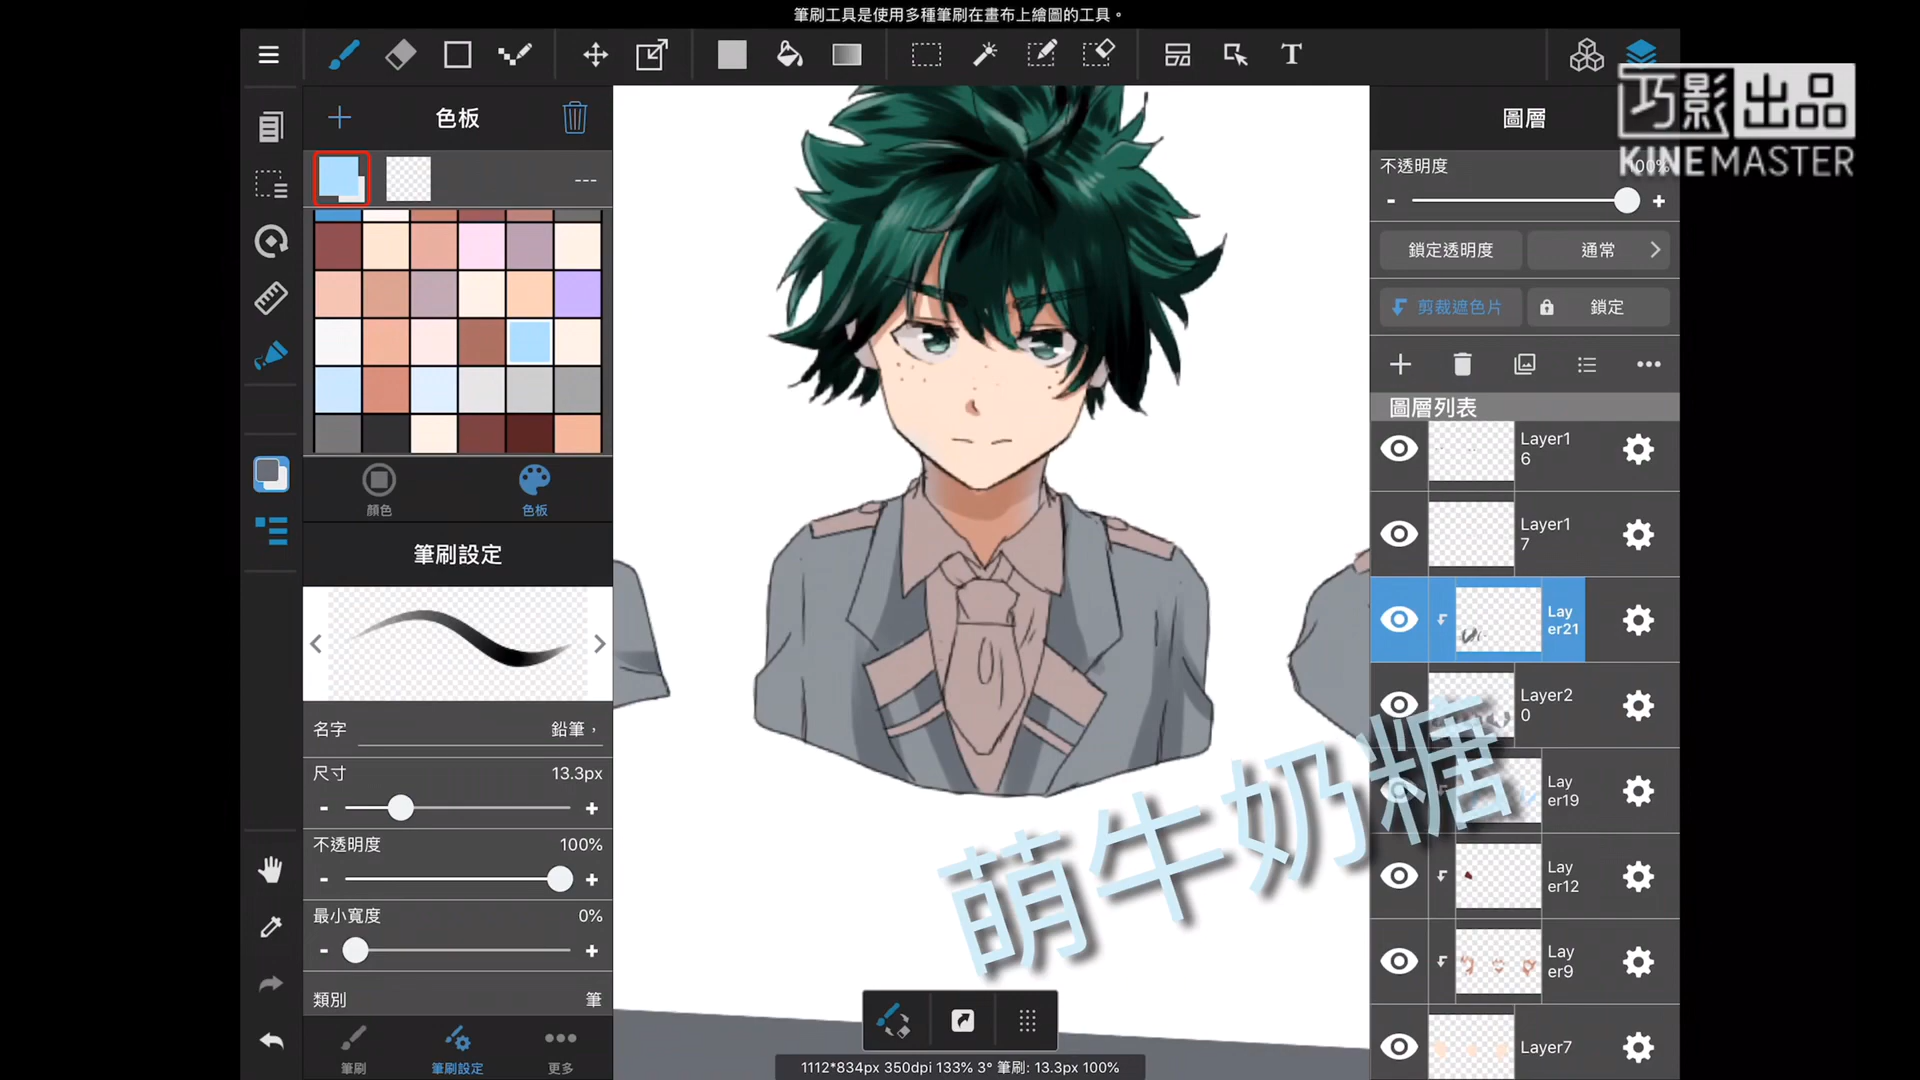 筆刷工具是使用多種筆刷在畫布上繪圖的工具。
T
色板
圖層
巧影出品
KINEMASTER
不透明度
100%
- +
鎖定透明度
通常
剪裁遮色片
鎖定
---
圖層列表
Layer1
6
Layer1
7
Lay
er21
Layer2
0
Lay
er19
Lay
er12
Lay
er9
Layer7
顏色
色板
筆刷設定
名字
鉛筆，
尺寸
13.3px
- +
不透明度
100%
- +
最小寬度
0%
- +
類別
筆
筆刷
筆刷設定
更多
萌牛奶糖
1112*834px 350dpi 133% 3° 筆刷: 13.3px 100%